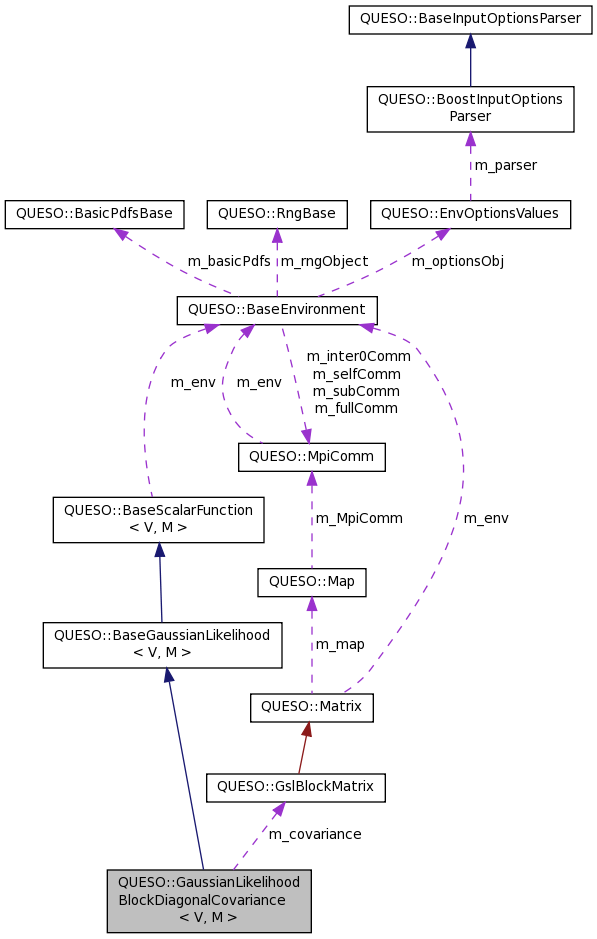 QUESO::BaseInputOptionsParser
QUESO::BoostInputOptions
Parser
m_parser
QUESO::BasicPdfsBase
QUESO::RngBase
QUESO::EnvOptionsValues
m_basicPdfs
m_rngObject
m_optionsObj
QUESO::BaseEnvironment
m_env
m_env
m_inter0Comm
m_selfComm
m_subComm
m_fullComm
QUESO::MpiComm
QUESO::BaseScalarFunction
< V, M >
m_MpiComm
m_env
QUESO::Map
QUESO::BaseGaussianLikelihood
< V, M >
m_map
QUESO::Matrix
QUESO::GslBlockMatrix
m_covariance
QUESO::GaussianLikelihood
BlockDiagonalCovariance
< V, M >